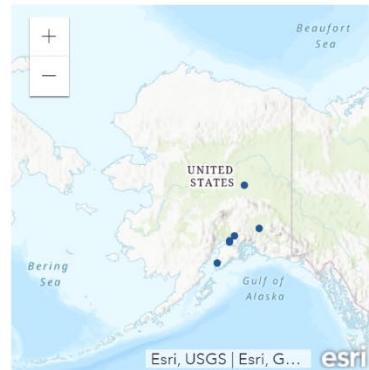 +
Beaufort
Sea
−
UNITED
STATES
Bering
Sea
Gulf of
Alaska
Esri, USGS | Esri, G...
esri